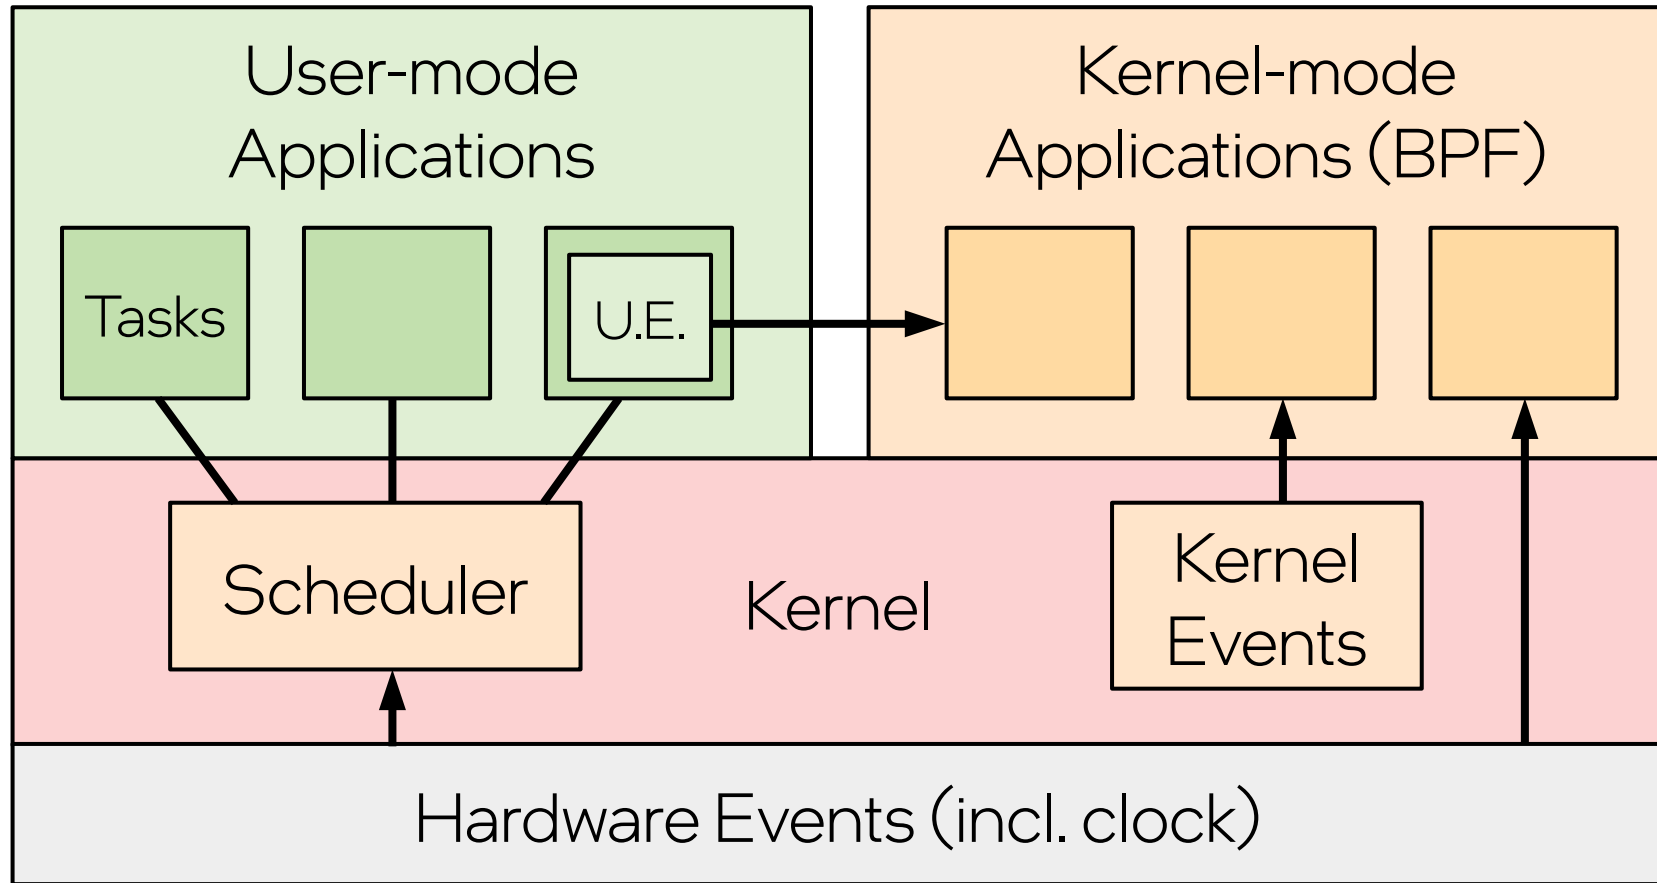 User-mode
Applications
Kernel-mode
Applications (BPF)
Tasks
U.E.
Scheduler
Kernel
Kernel
Events
Hardware Events (incl. clock)